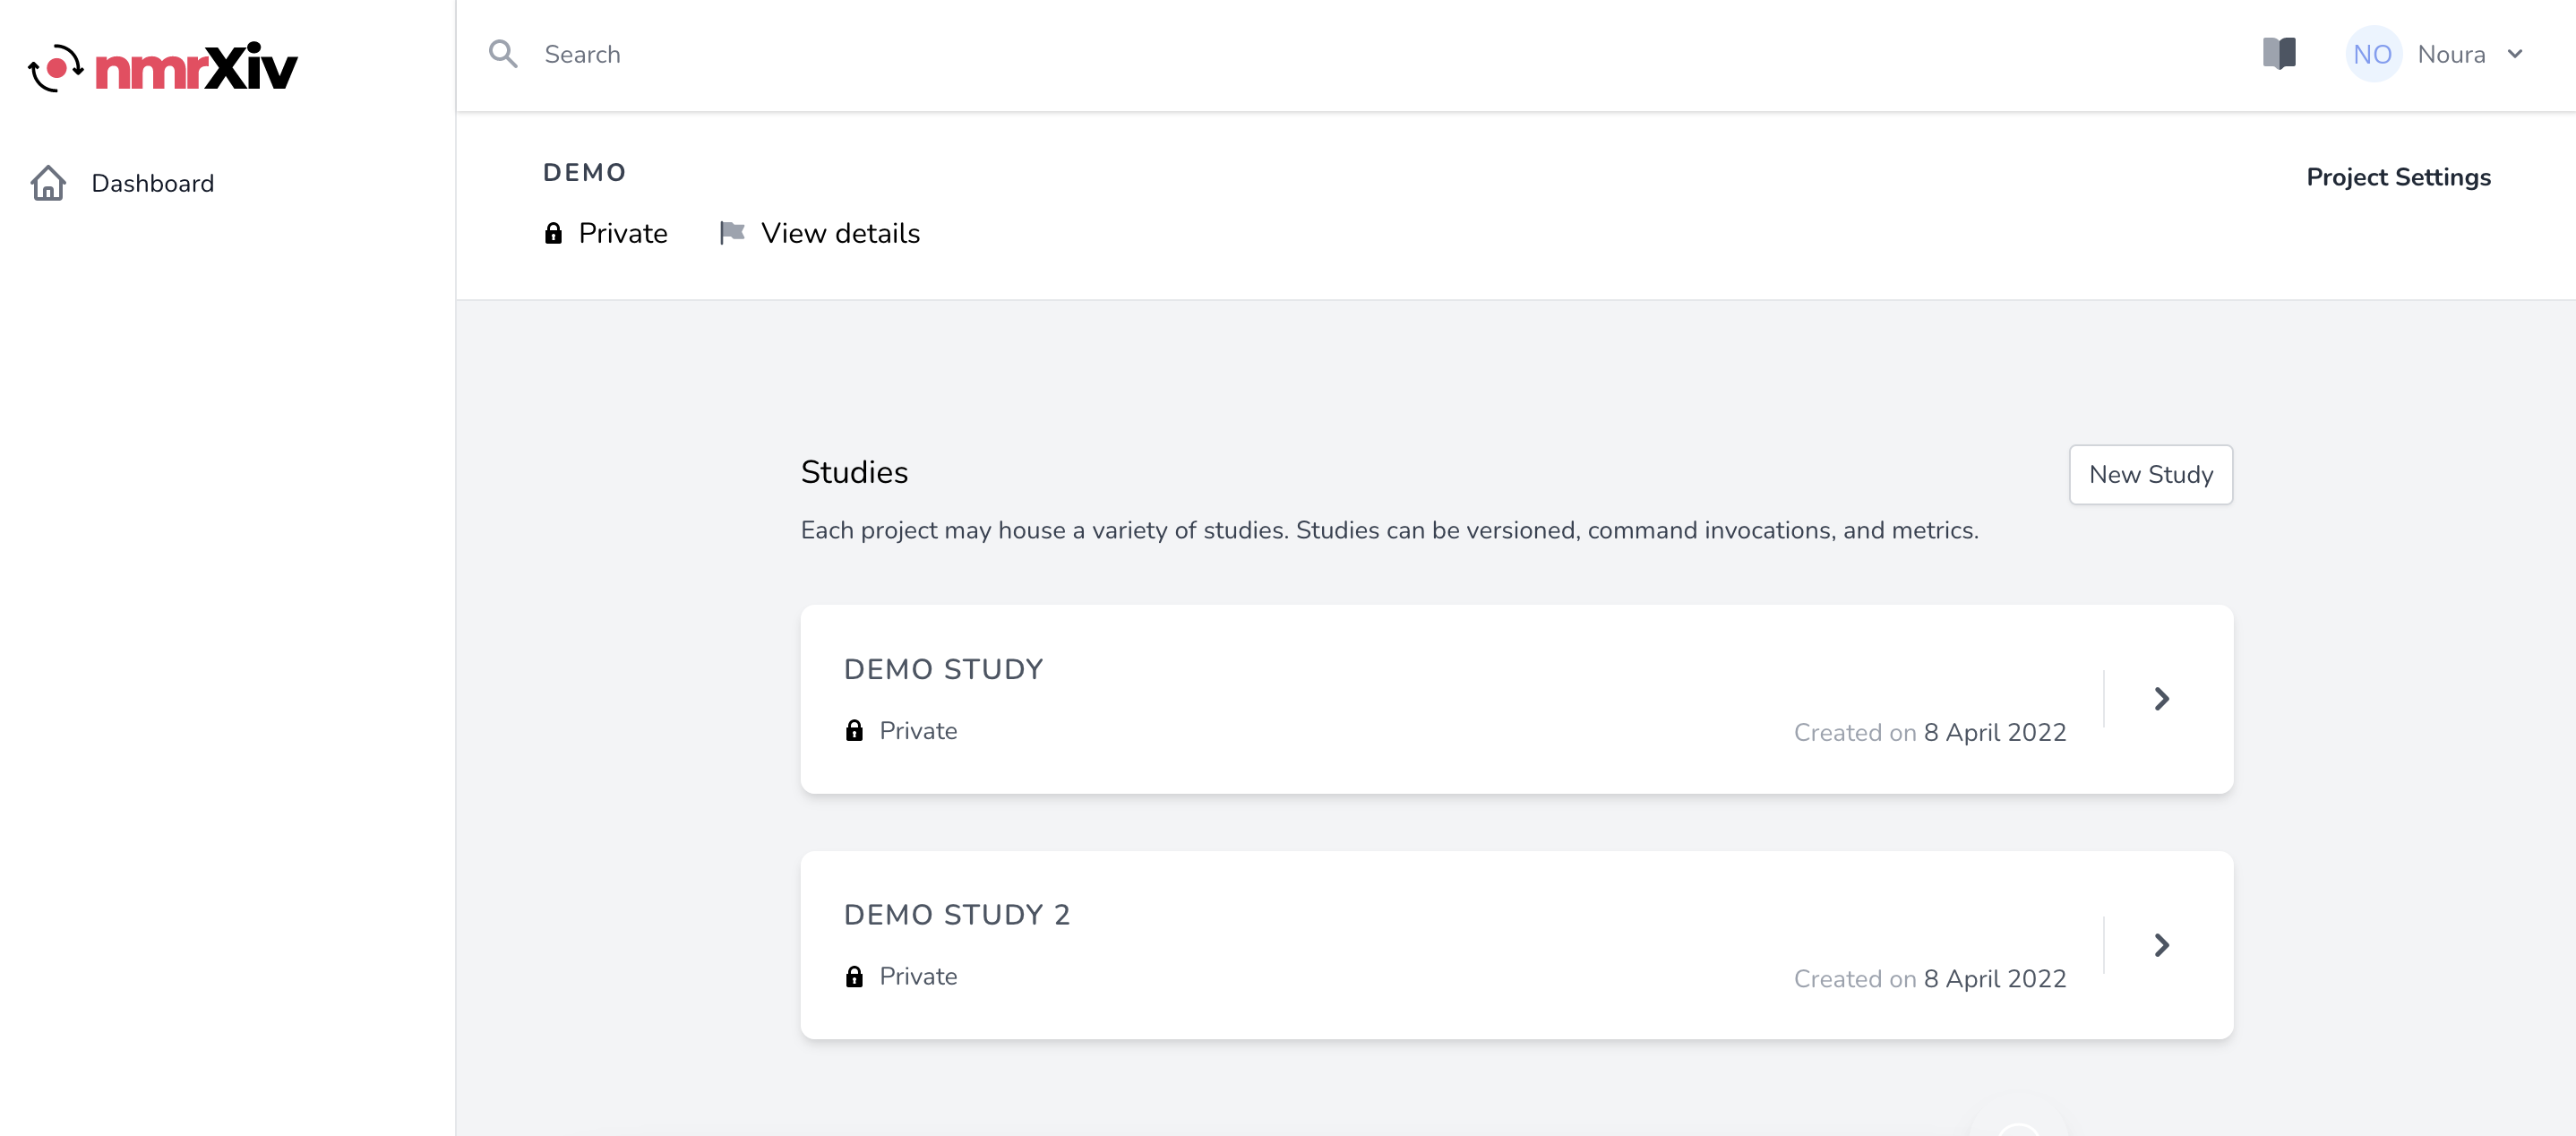 nmrXiv
Search
NO Noura
Dashboard
DEMO
Project Settings
Private View details
Studies
New Study
Each project may house a variety of studies. Studies can be versioned, command invocations, and metrics.
DEMO STUDY
Private
Created on 8 April 2022
DEMO STUDY 2
Private
Created on 8 April 2022